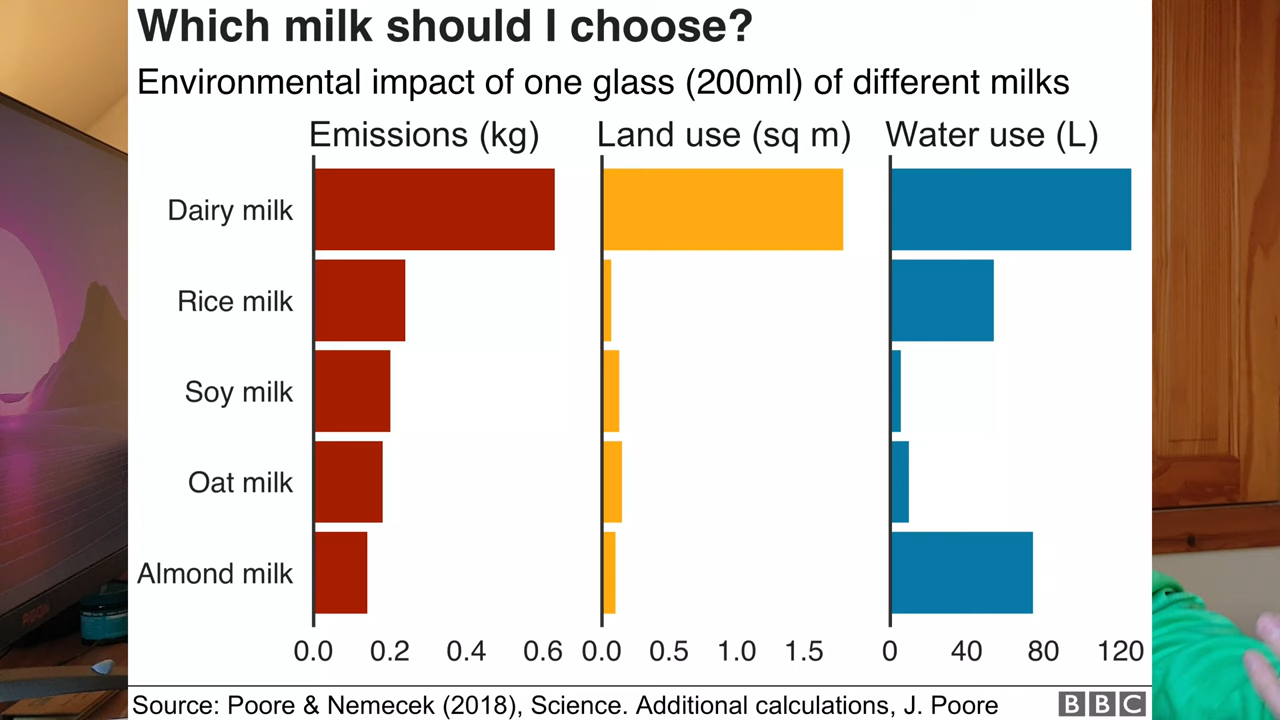 Which milk should I choose?
Environmental impact of one glass (200ml) of different milks
Emissions (kg) Land use (sq m) Water use (L)
Dairy milk
Rice milk
Soy milk
Oat milk
Almond milk
0.0 0.2 0.4 0.6 0.0 0.5 1.0 1.5 0 40 80 120
Source: Poore & Nemecek (2018), Science. Additional calculations, J. Poore BBC